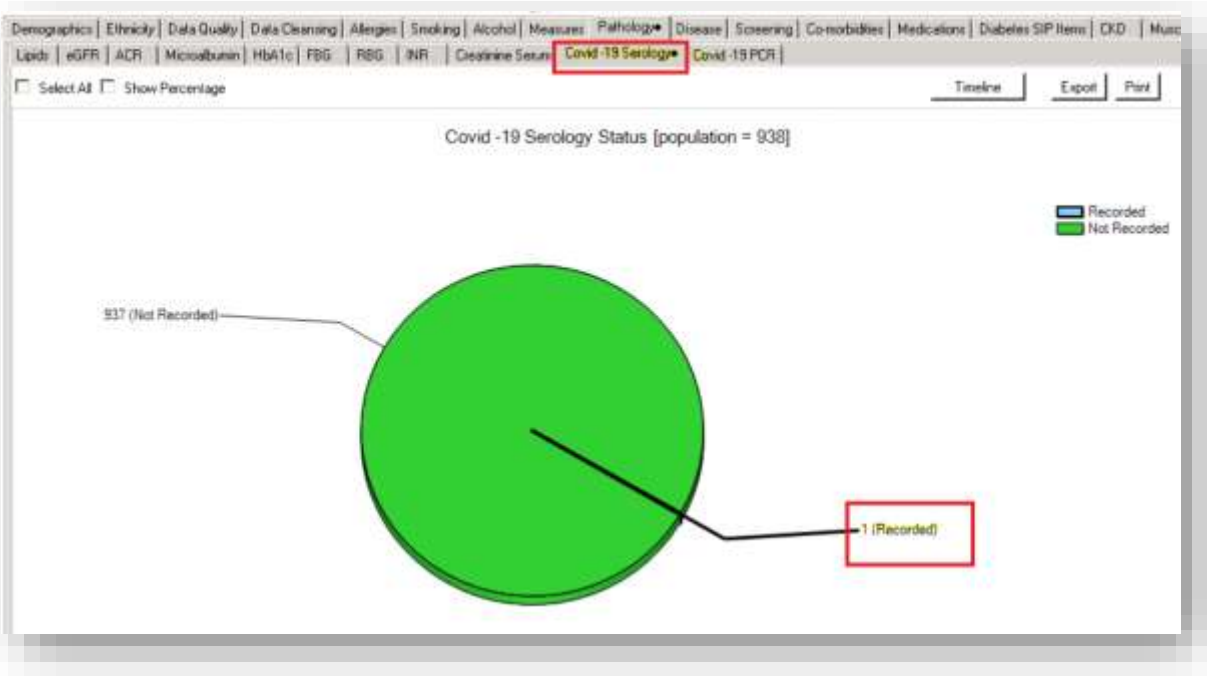 Demographics Ethnicity Data Quality Data Cleansing Allergies Smoking Alcohol Measures Pathology Disease Screening Co-morbidities Medications Diabetes SIP Items CKD Musc
Lipids eGFR ACR Microalbumin HbA1c FBG RBG INR Creatinine Serum Covid -19 Serology Covid -19 PCR
Select All Show Percentage Timeline Export Print
Covid -19 Serology Status [population = 938]
Recorded
Not Recorded
937 (Not Recorded)
1 (Recorded)